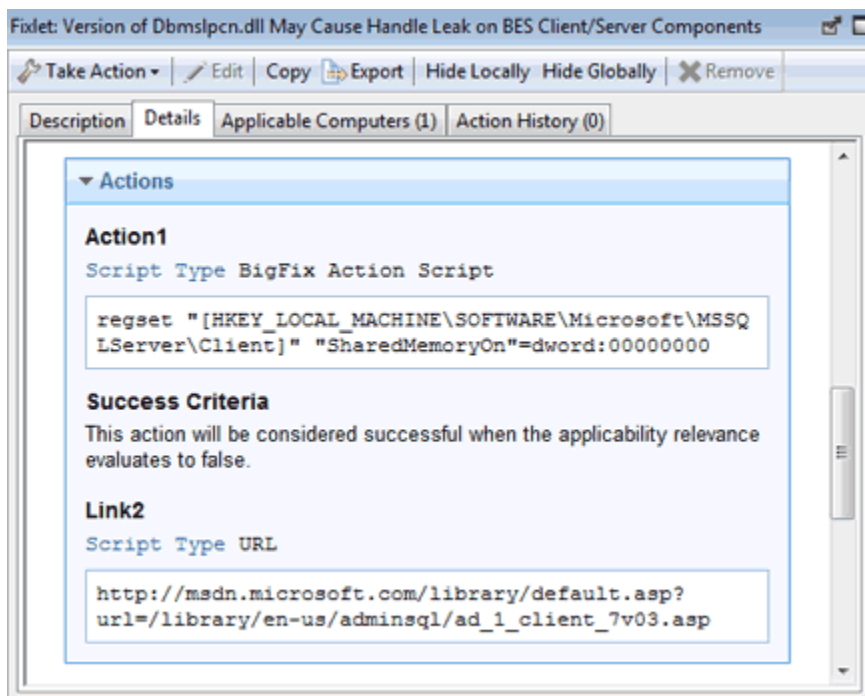 Fixlet: Version of Dbmslpcn.dll May Cause Handle Leak on BES Client/Server Components
Take Action Edit Copy Export Hide Locally Hide Globally Remove
Description Details Applicable Computers (1) Action History (0)
Actions
Action1
Script Type BigFix Action Script
regset "[HKEY_LOCAL_MACHINE\SOFTWARE\Microsoft\MSSQ
LServer\Client]" "SharedMemoryOn"=dword:00000000
Success Criteria
This action will be considered successful when the applicability relevance
evaluates to false.
Link2
Script Type URL
http://msdn.microsoft.com/library/default.asp?
url=/library/en-us/adminsql/ad_1_client_7v03.asp